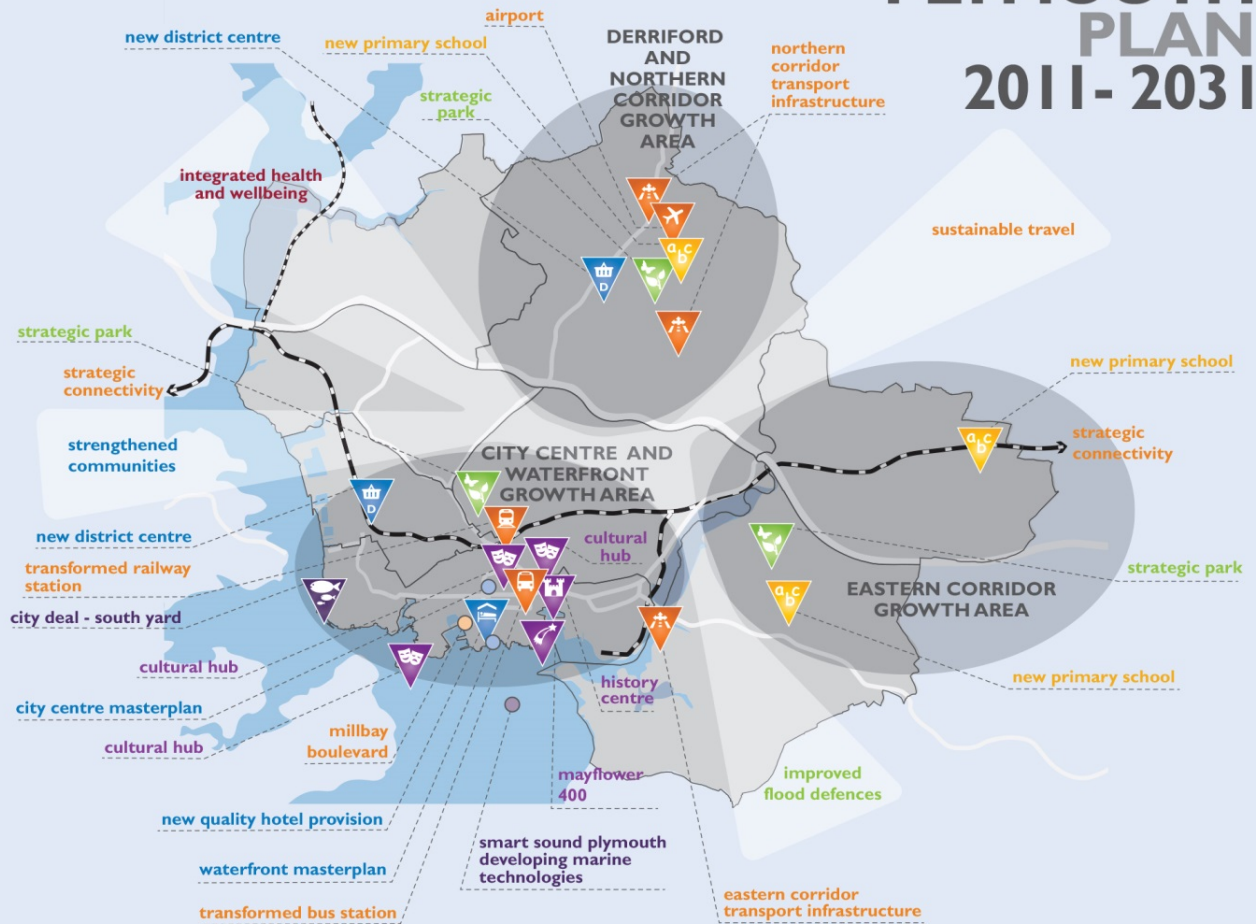 PLAN
2011- 2031
airport
new district centre
new primary school
strategic
park
DERRIFORD
AND
NORTHERN
CORRIDOR
GROWTH
AREA
northern
corridor
transport
infrastructure
integrated health
and wellbeing
sustainable travel
a b c
D
strategic park
strategic
connectivity
new primary school
a b c
strategic
connectivity
strengthened
communities
CITY CENTRE AND
WATERFRONT
GROWTH AREA
D
new district centre
cultural
hub
transformed railway
station
strategic park
a b c
EASTERN CORRIDOR
GROWTH AREA
city deal - south yard
cultural hub
history
centre
new primary school
city centre masterplan
cultural hub
millbay
boulevard
mayflower
400
improved
flood defences
new quality hotel provision
smart sound plymouth
developing marine
technologies
waterfront masterplan
transformed bus station
eastern corridor
transport infrastructure